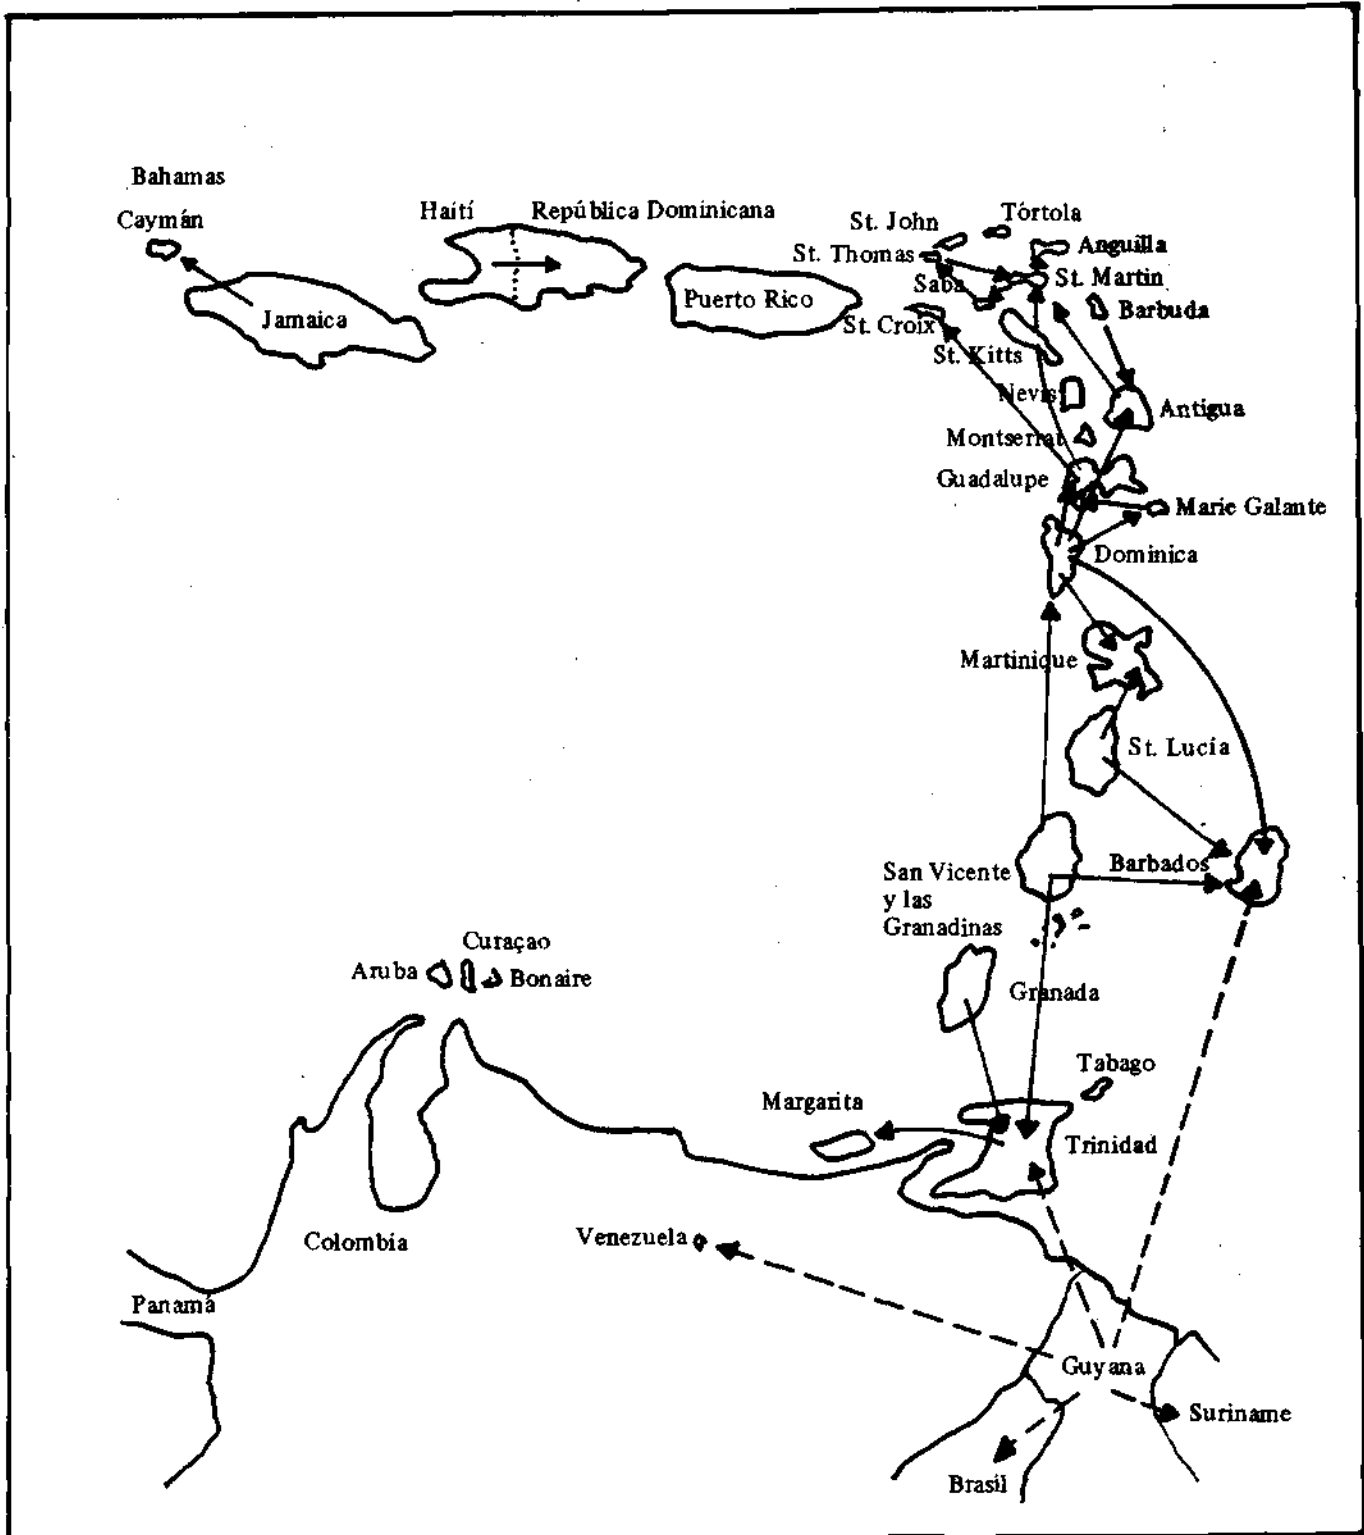 Bahamas
Caymán
Jamaica
Haití
República Dominicana
Puerto Rico
St. John
Tórtola
St. Thomas
Anguilla
Saba
St. Martin
St. Croix
Barbuda
St. Kitts
Nevis
Antigua
Montserrat
Guadalupe
Marie Galante
Dominica
Martinique
St. Lucía
San Vicente
y las
Granadinas
Barbados
Curaçao
Aruba
Bonaire
Granada
Tabago
Margarita
Trinidad
Colombia
Venezuela
Panamá
Guyana
Suriname
Brasil